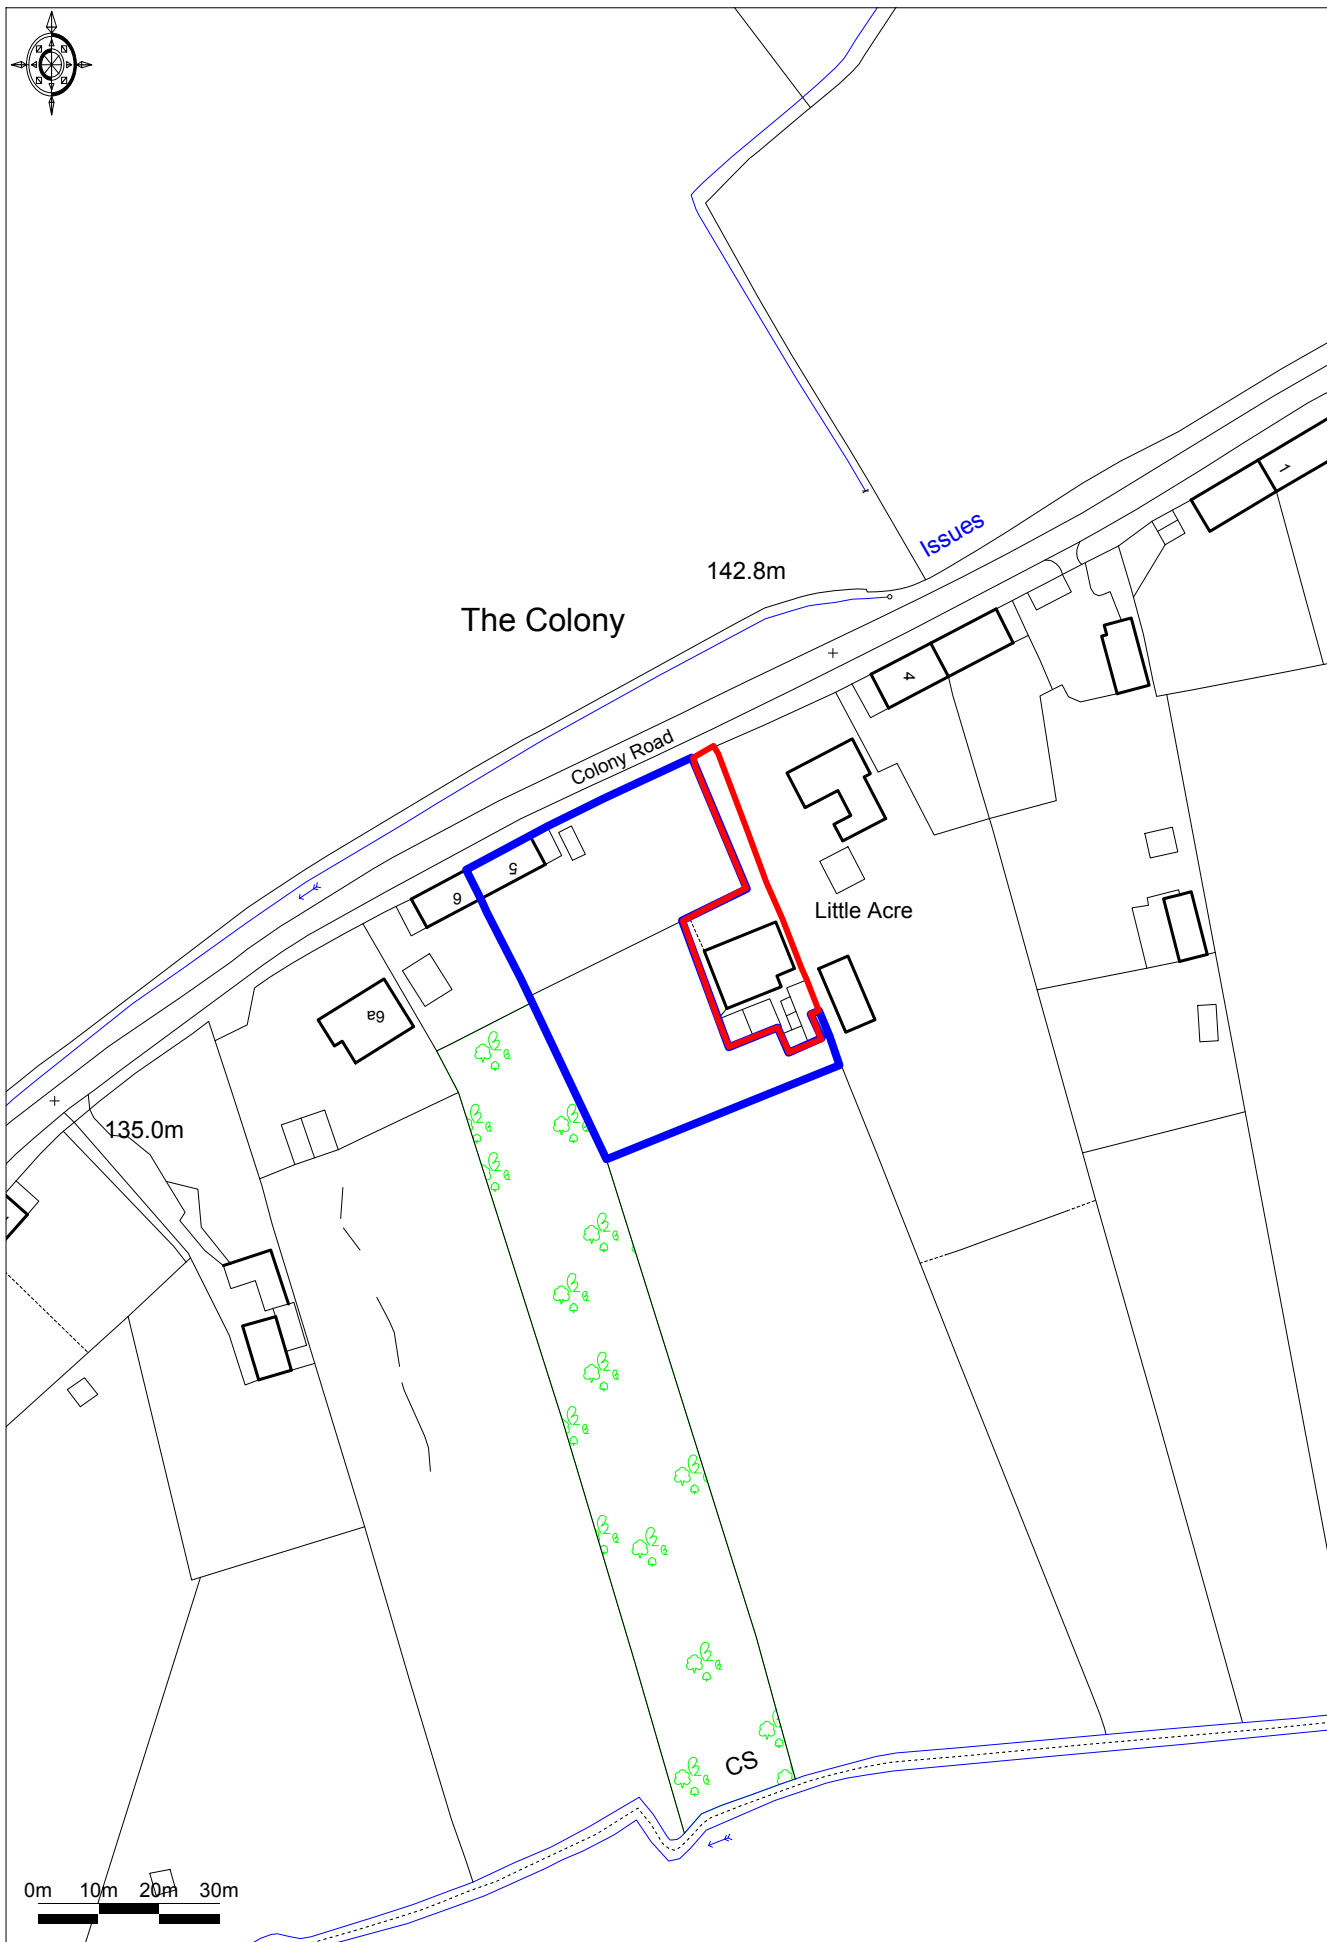 1
Issues
142.8m
The Colony
4
Colony Road
5
6
Little Acre
6a
135.0m
CS
0m 10m 20m 30m